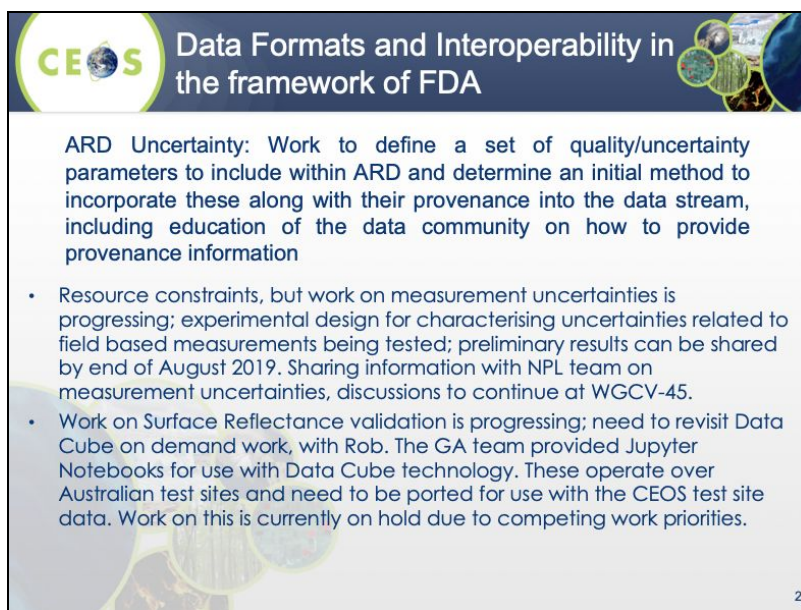 CEOS
Data Formats and Interoperability in
the framework of FDA
ARD Uncertainty: Work to define a set of quality/uncertainty
parameters to include within ARD and determine an initial method to
incorporate these along with their provenance into the data stream,
including education of the data community on how to provide
provenance information
• Resource constraints, but work on measurement uncertainties is
progressing; experimental design for characterising uncertainties related to
field based measurements being tested; preliminary results can be shared
by end of August 2019. Sharing information with NPL team on
measurement uncertainties, discussions to continue at WGCV-45.
• Work on Surface Reflectance validation is progressing; need to revisit Data
Cube on demand work, with Rob. The GA team provided Jupyter
Notebooks for use with Data Cube technology. These operate over
Australian test sites and need to be ported for use with the CEOS test site
data. Work on this is currently on hold due to competing work priorities.
2